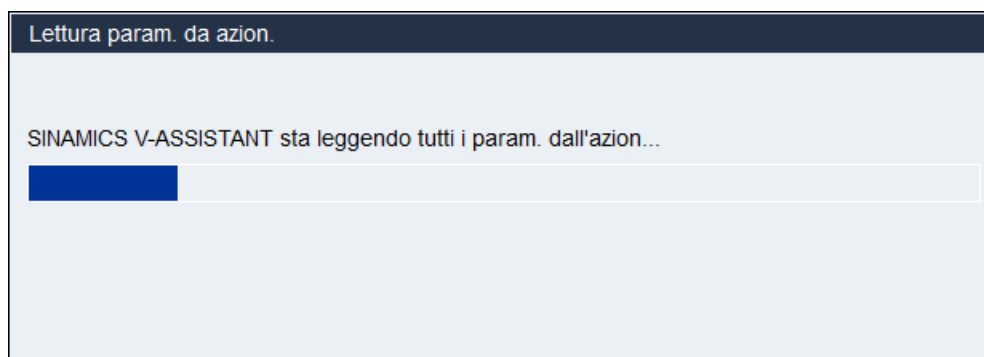 Lettura param. da azion.
SINAMICS V-ASSISTANT sta leggendo tutti i param. dall'azion...